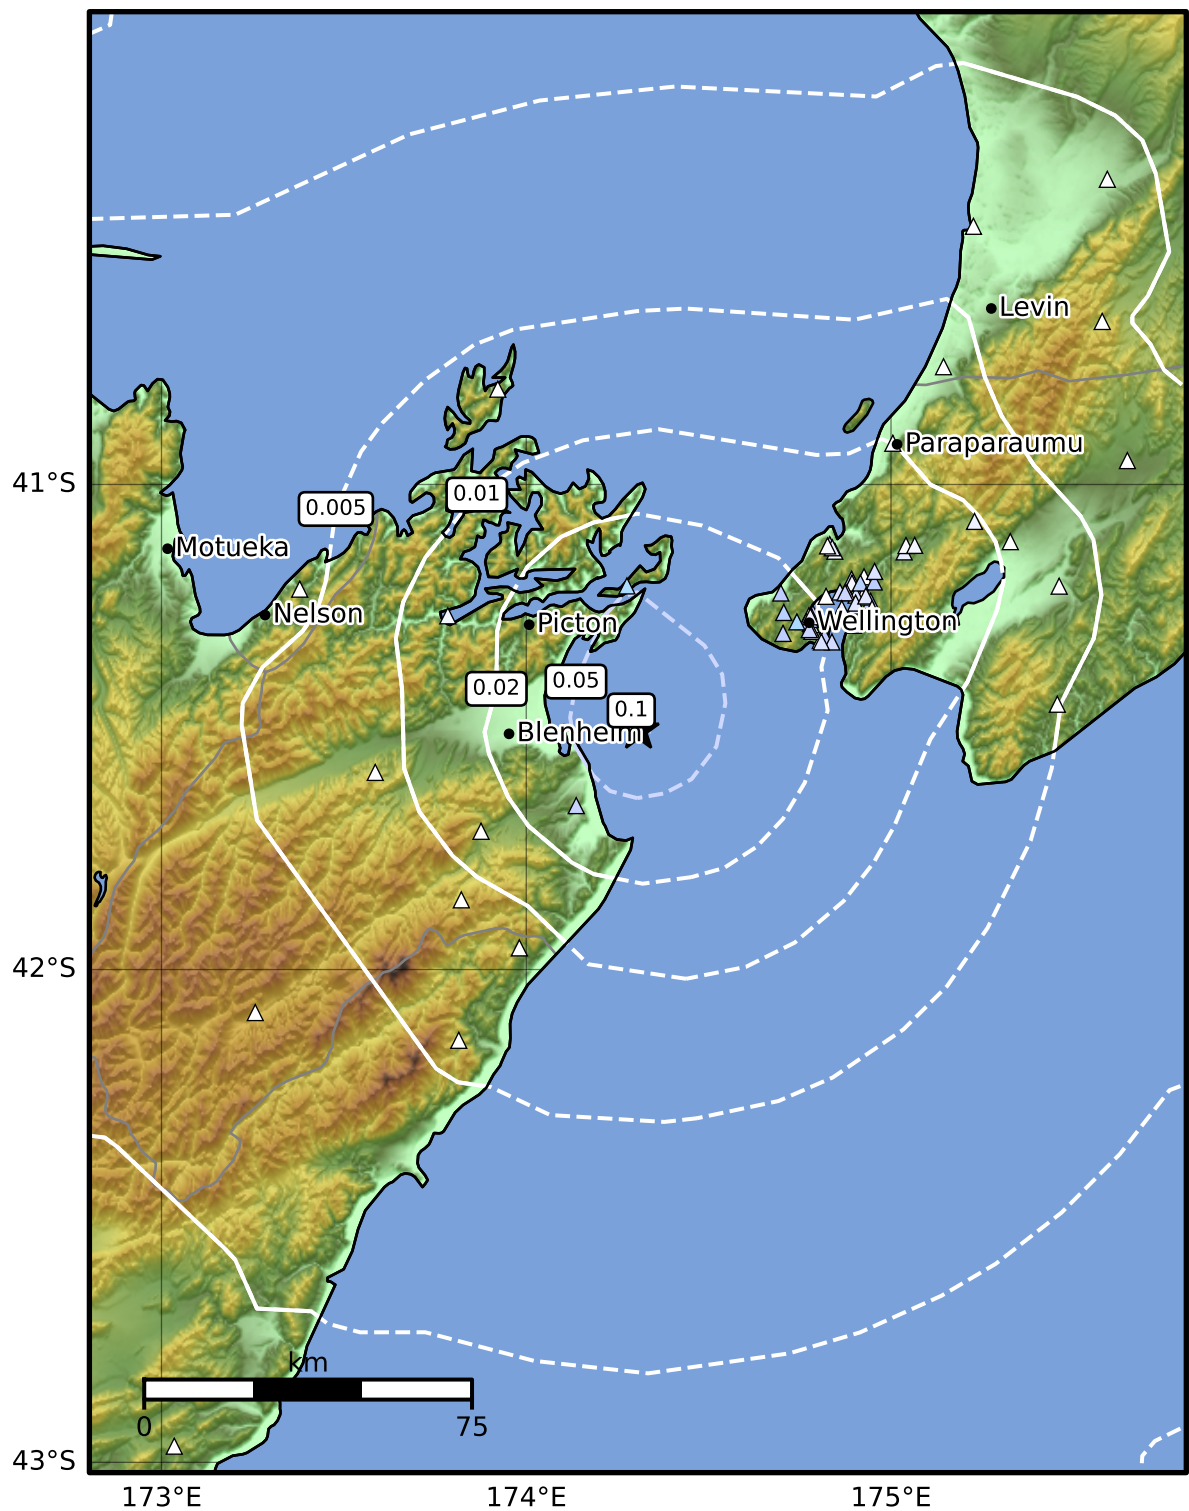 Levin
Paraparaumu
41°S
0.01
0.005
Motueka
Nelson
Picton
Wellington
0.02
0.05
0.1
Blenheim
42°S
km
0
75
43°S
173°E
174°E
175°E